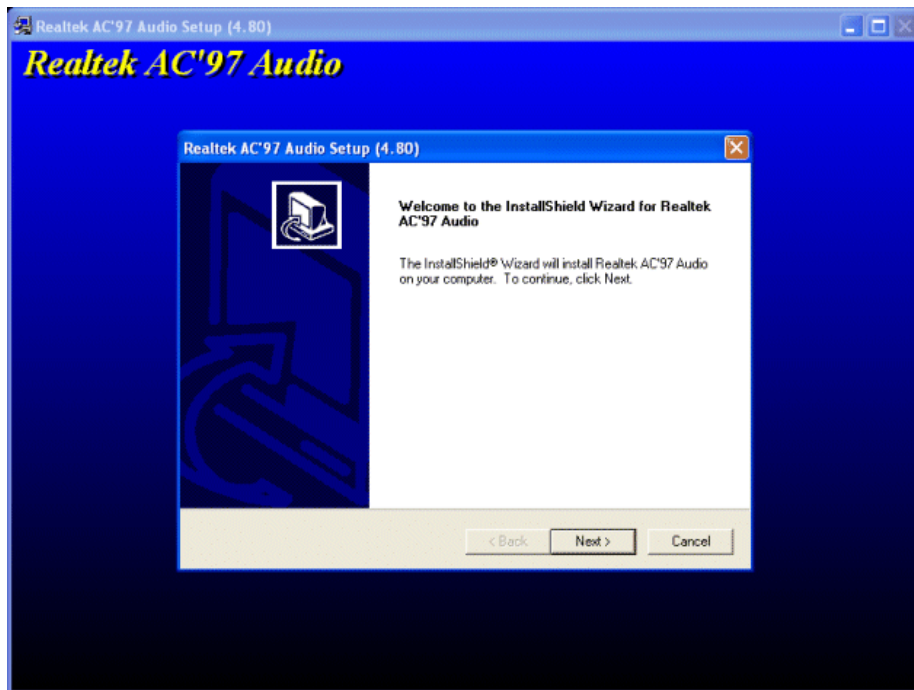 Realtek AC'97 Audio Setup (4.80)
Realtek AC'97 Audio
Realtek AC'97 Audio Setup (4.80)
Welcome to the InstallShield Wizard for Realtek
AC'97 Audio
The InstallShield® Wizard will install Realtek AC'97 Audio
on your computer.  To continue, click Next.
< Back
Next >
Cancel